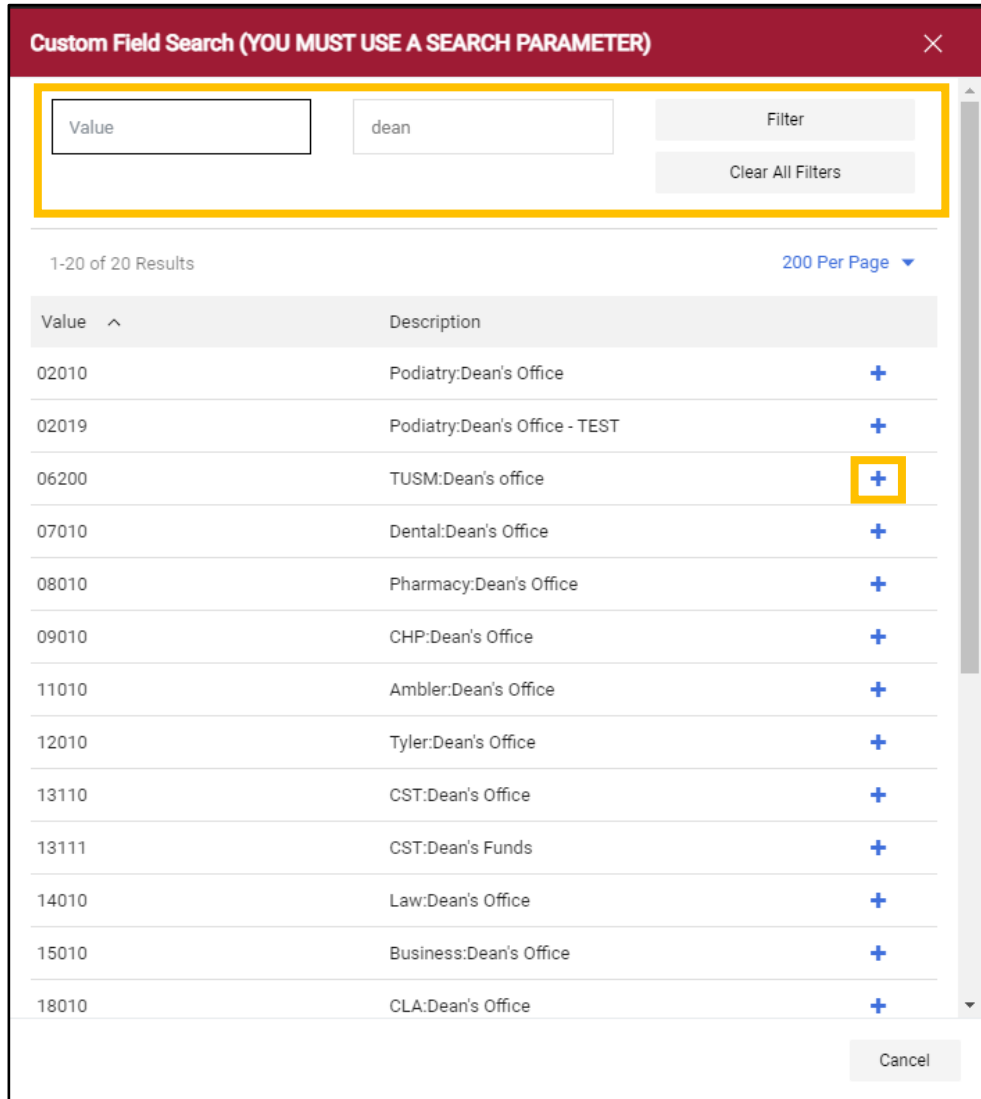 Custom Field Search (YOU MUST USE A SEARCH PARAMETER)
Value dean Filter
Clear All Filters
1-20 of 20 Results 200 Per Page
Value Description
02010 Podiatry:Dean's Office
02019 Podiatry:Dean's Office - TEST
06200 TUSM:Dean's office
07010 Dental:Dean's Office
08010 Pharmacy:Dean's Office
09010 CHP:Dean's Office
11010 Ambler:Dean's Office
12010 Tyler:Dean's Office
13110 CST:Dean's Office
13111 CST:Dean's Funds
14010 Law:Dean's Office
15010 Business:Dean's Office
18010 CLA:Dean's Office
Cancel